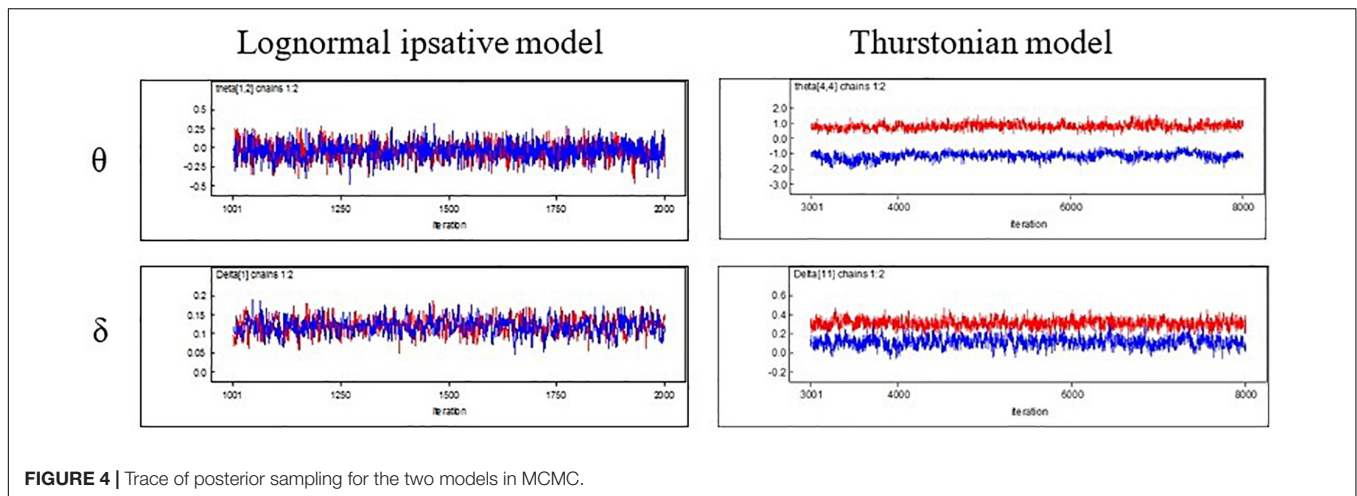 Lognormal ipsative model
Thurstonian model
θ
theta[1,2] chains 1:2
0.5
0.25
0.0
-0.25
-0.5
1001 1250 1500 1750 2000
iteration
theta[4,4] chains 1:2
2.0
1.0
0.0
-1.0
-2.0
-3.0
3001 4000 6000 8000
iteration
δ
Delta[1] chains 1:2
0.2
0.15
0.1
0.05
0.0
1001 1250 1500 1750 2000
iteration
Delta[11] chains 1:2
0.6
0.4
0.2
0.0
-0.2
3001 4000 6000 8000
iteration
FIGURE 4 | Trace of posterior sampling for the two models in MCMC.